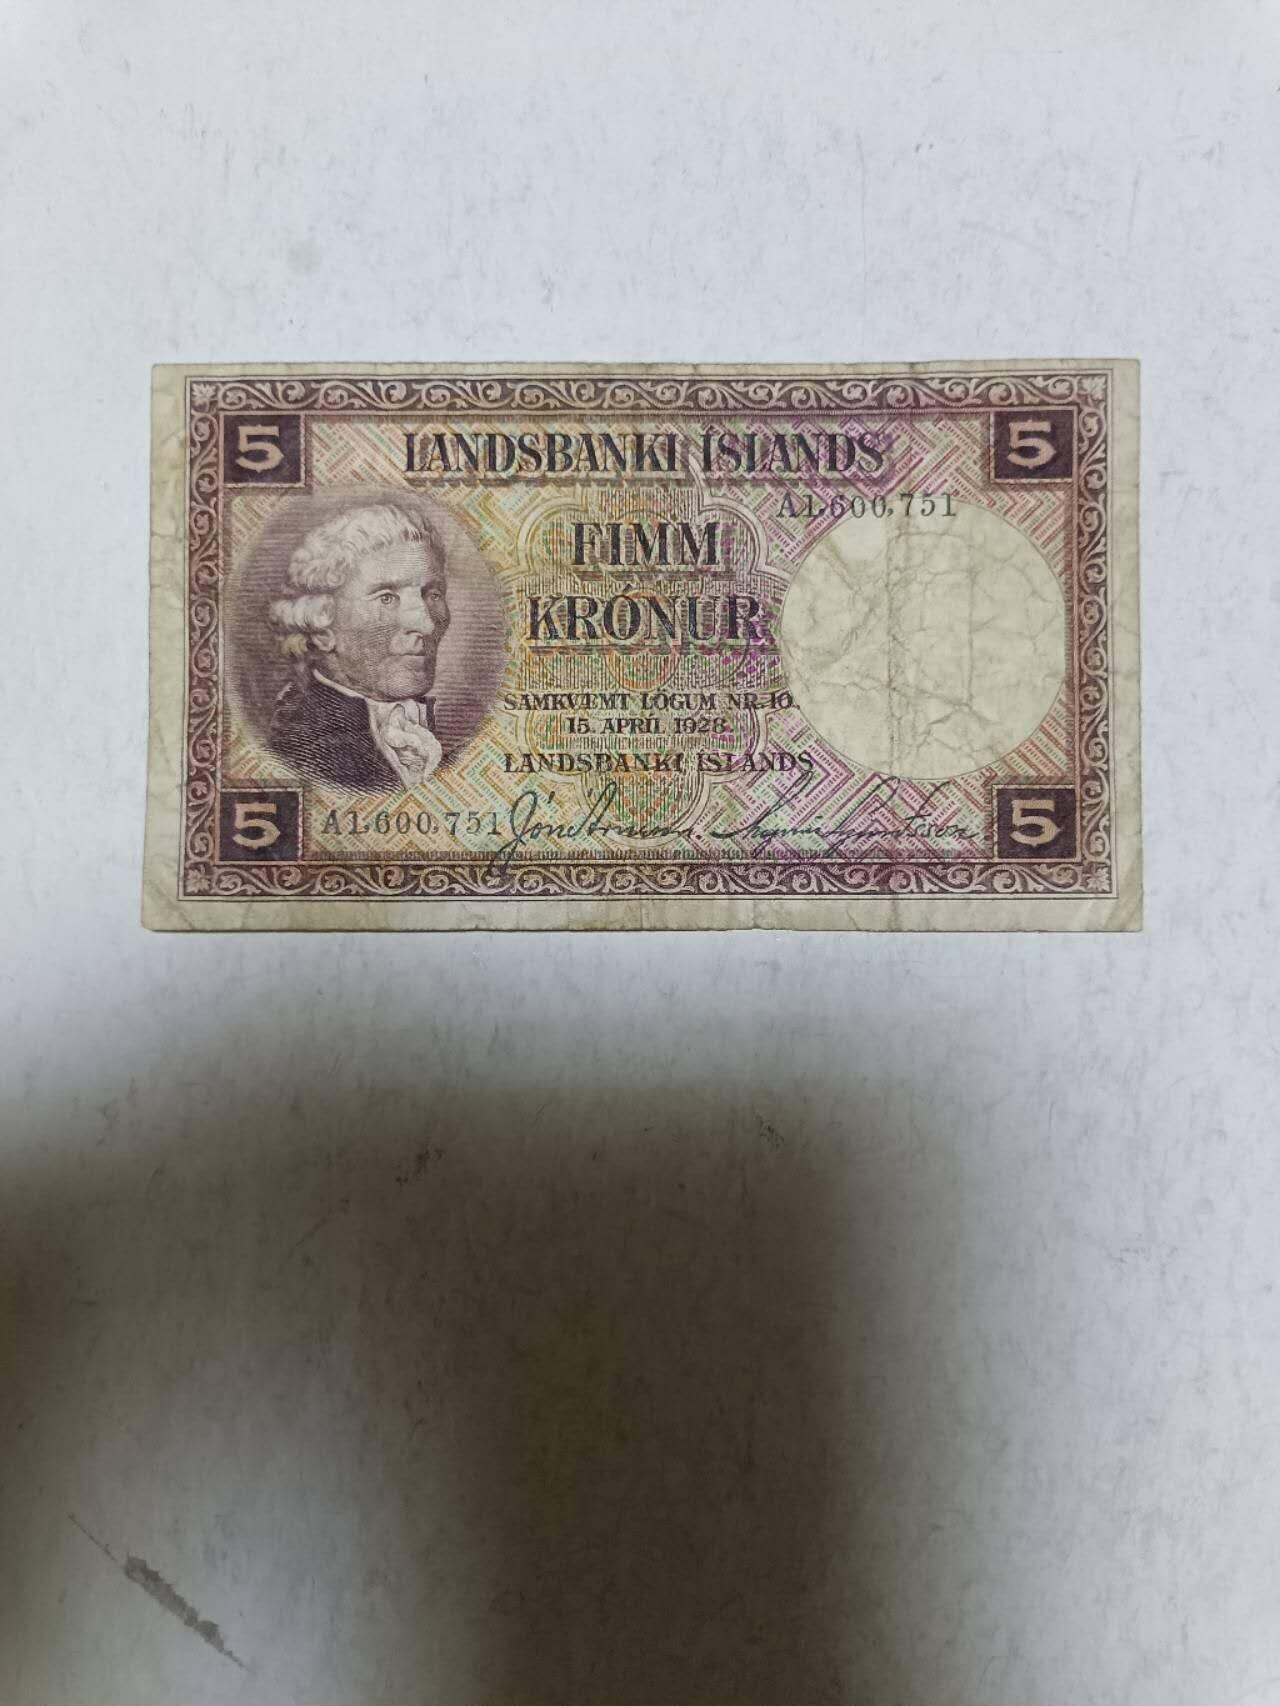 5 5
LANDSBANKI ÍSLANDS
A1,600,751
FIMM
KRÓNUR
SAMKVÆMT LÖGUM NR. 10.
15. APRÍL 1928
LANDSBANKI ÍSLANDS
5 A1,600,751 5